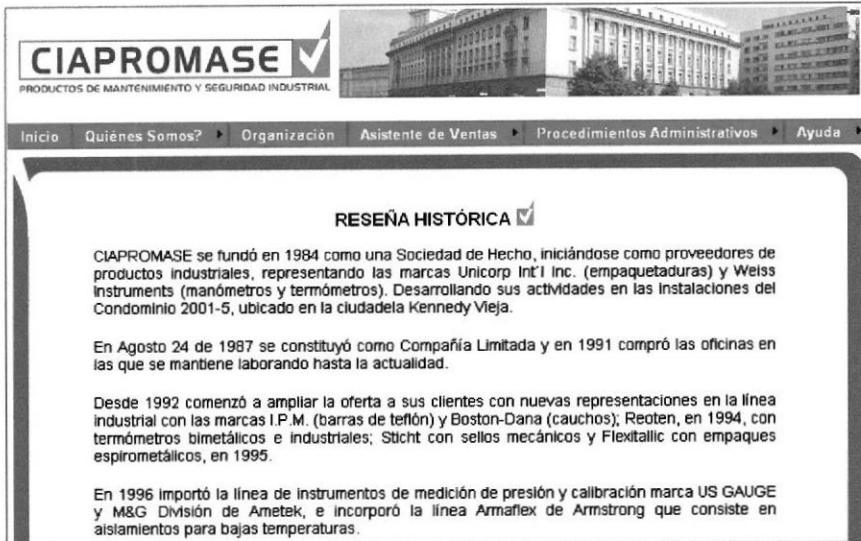 CIAPROMASE
PRODUCTOS DE MANTENIMIENTO Y SEGURIDAD INDUSTRIAL
Inicio Quiénes Somos? Organización Asistente de Ventas Procedimientos Administrativos Ayuda
RESEÑA HISTÓRICA
CIAPROMASE se fundó en 1984 como una Sociedad de Hecho, iniciándose como proveedores de
productos industriales, representando las marcas Unicorp Int'l Inc. (empaquetaduras) y Weiss
Instruments (manómetros y termómetros). Desarrollando sus actividades en las instalaciones del
Condominio 2001-5, ubicado en la ciudadela Kennedy Vieja.
En Agosto 24 de 1987 se constituyó como Compañía Limitada y en 1991 compró las oficinas en
las que se mantiene laborando hasta la actualidad.
Desde 1992 comenzó a ampliar la oferta a sus clientes con nuevas representaciones en la línea
industrial con las marcas I.P.M. (barras de teflón) y Boston-Dana (cauchos); Reoten, en 1994, con
termómetros bimetálicos e industriales; Sticht con sellos mecánicos y Flexitallic con empaques
espirometálicos, en 1995.
En 1996 importó la línea de instrumentos de medición de presión y calibración marca US GAUGE
y M&G División de Ametek, e incorporó la línea Armaflex de Armstrong que consiste en
aislamientos para bajas temperaturas.